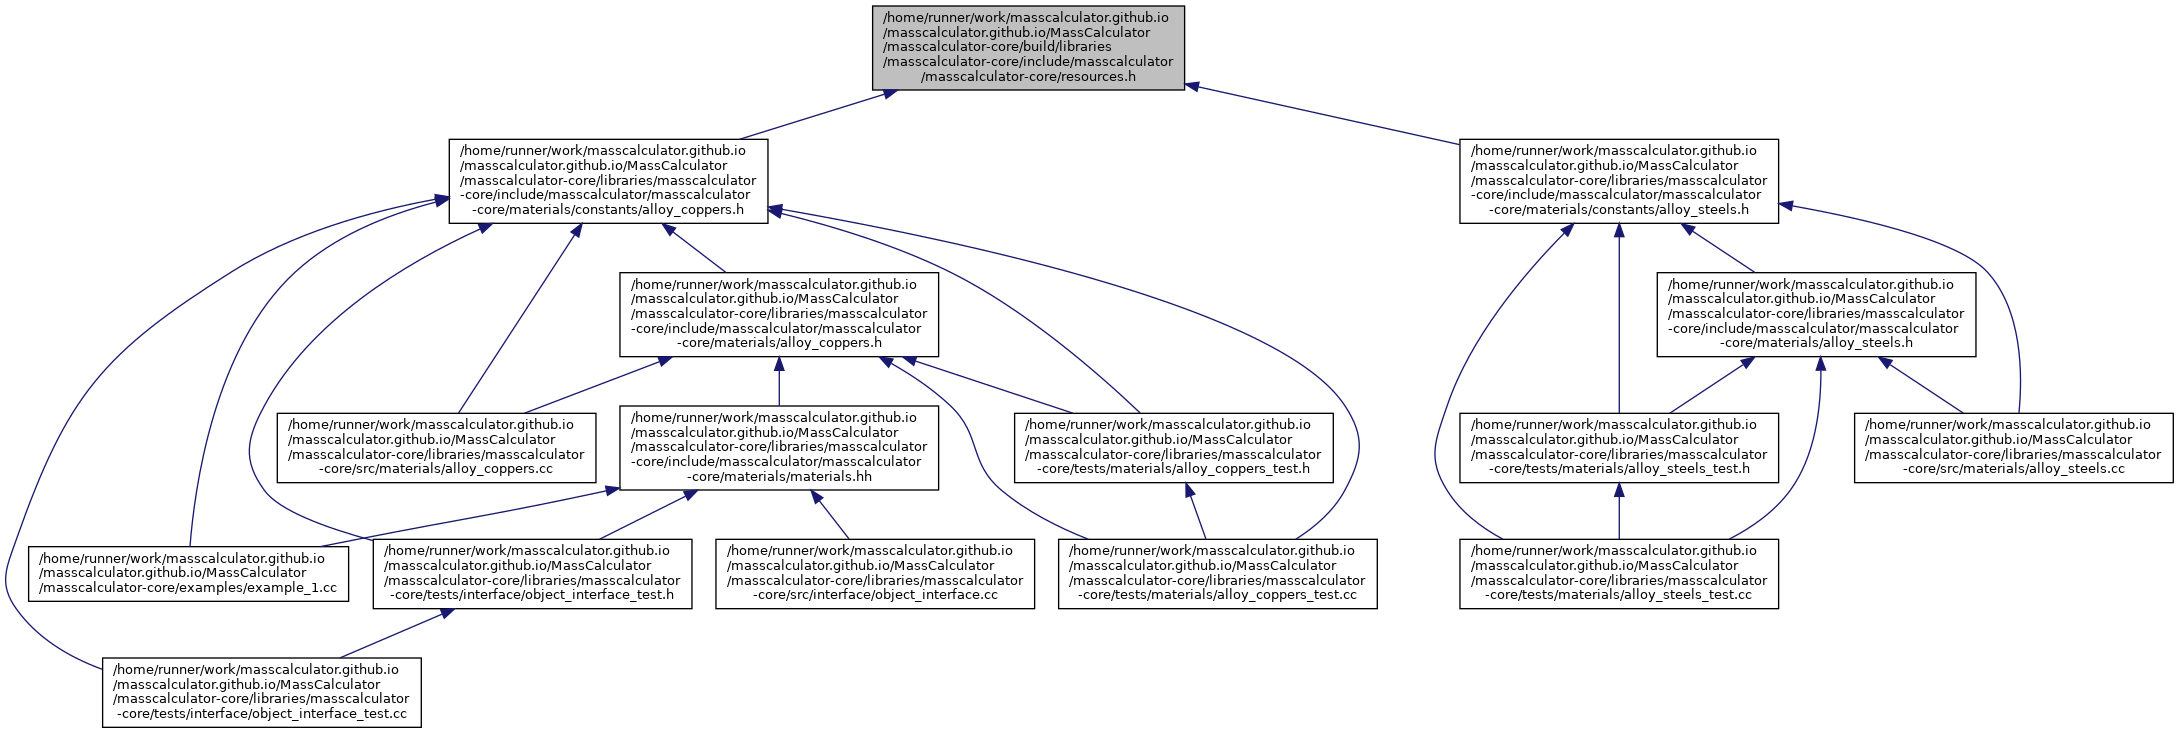 /home/runner/work/masscalculator.github.io
/masscalculator.github.io/MassCalculator
/masscalculator-core/build/libraries
/masscalculator-core/include/masscalculator
/masscalculator-core/resources.h
/home/runner/work/masscalculator.github.io
/masscalculator.github.io/MassCalculator
/masscalculator-core/libraries/masscalculator
-core/include/masscalculator/masscalculator
-core/materials/constants/alloy_coppers.h
/home/runner/work/masscalculator.github.io
/masscalculator.github.io/MassCalculator
/masscalculator-core/libraries/masscalculator
-core/include/masscalculator/masscalculator
-core/materials/constants/alloy_steels.h
/home/runner/work/masscalculator.github.io
/masscalculator.github.io/MassCalculator
/masscalculator-core/libraries/masscalculator
-core/include/masscalculator/masscalculator
-core/materials/alloy_coppers.h
/home/runner/work/masscalculator.github.io
/masscalculator.github.io/MassCalculator
/masscalculator-core/libraries/masscalculator
-core/include/masscalculator/masscalculator
-core/materials/alloy_steels.h
/home/runner/work/masscalculator.github.io
/masscalculator.github.io/MassCalculator
/masscalculator-core/libraries/masscalculator
-core/src/materials/alloy_coppers.cc
/home/runner/work/masscalculator.github.io
/masscalculator.github.io/MassCalculator
/masscalculator-core/libraries/masscalculator
-core/include/masscalculator/masscalculator
-core/materials/materials.hh
/home/runner/work/masscalculator.github.io
/masscalculator.github.io/MassCalculator
/masscalculator-core/libraries/masscalculator
-core/tests/materials/alloy_coppers_test.h
/home/runner/work/masscalculator.github.io
/masscalculator.github.io/MassCalculator
/masscalculator-core/libraries/masscalculator
-core/tests/materials/alloy_steels_test.h
/home/runner/work/masscalculator.github.io
/masscalculator.github.io/MassCalculator
/masscalculator-core/libraries/masscalculator
-core/src/materials/alloy_steels.cc
/home/runner/work/masscalculator.github.io
/masscalculator.github.io/MassCalculator
/masscalculator-core/examples/example_1.cc
/home/runner/work/masscalculator.github.io
/masscalculator.github.io/MassCalculator
/masscalculator-core/libraries/masscalculator
-core/tests/interface/object_interface_test.h
/home/runner/work/masscalculator.github.io
/masscalculator.github.io/MassCalculator
/masscalculator-core/libraries/masscalculator
-core/src/interface/object_interface.cc
/home/runner/work/masscalculator.github.io
/masscalculator.github.io/MassCalculator
/masscalculator-core/libraries/masscalculator
-core/tests/materials/alloy_coppers_test.cc
/home/runner/work/masscalculator.github.io
/masscalculator.github.io/MassCalculator
/masscalculator-core/libraries/masscalculator
-core/tests/materials/alloy_steels_test.cc
/home/runner/work/masscalculator.github.io
/masscalculator.github.io/MassCalculator
/masscalculator-core/libraries/masscalculator
-core/tests/interface/object_interface_test.cc